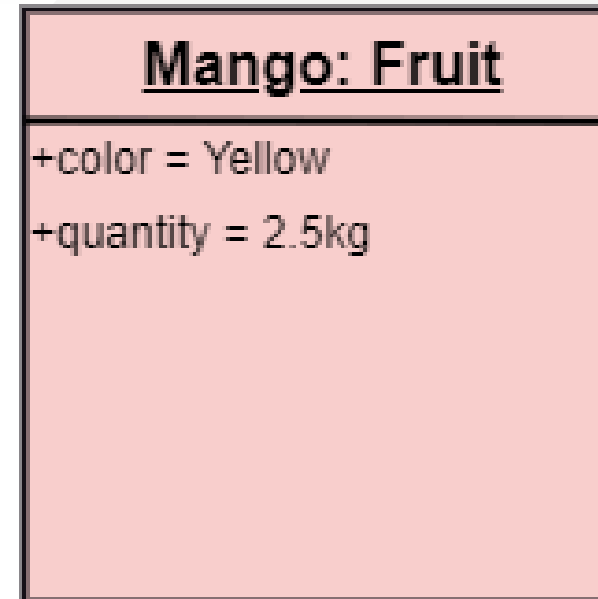 Mango: Fruit
+color = Yellow
+quantity = 2.5kg